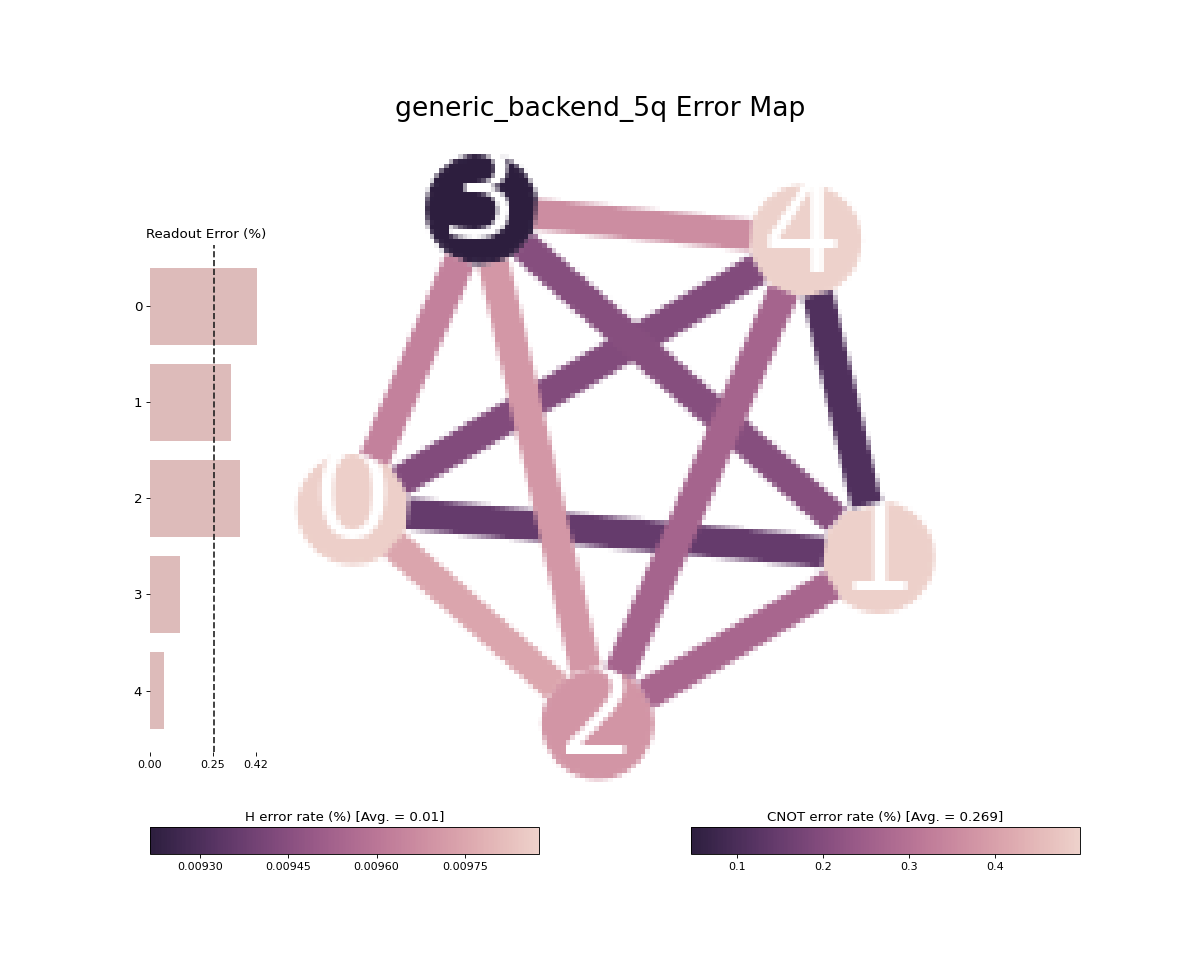 generic_backend_5q Error Map
3
4
Readout Error (%)
0
1
2
3
4
0.00 0.25 0.42
0
1
2
H error rate (%) [Avg. = 0.01]
0.00930 0.00945 0.00960 0.00975
CNOT error rate (%) [Avg. = 0.269]
0.1 0.2 0.3 0.4